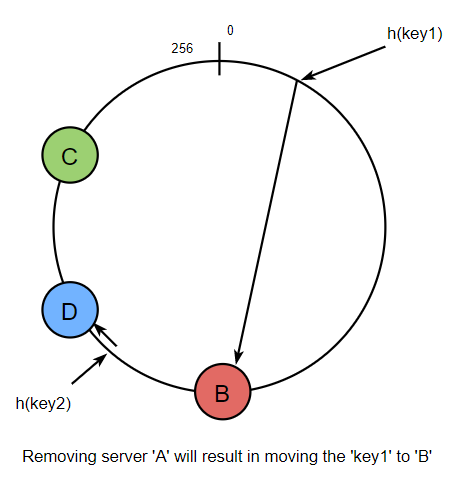 0
256
h(key1)
C
D
B
h(key2)
Removing server 'A' will result in moving the 'key1' to 'B'